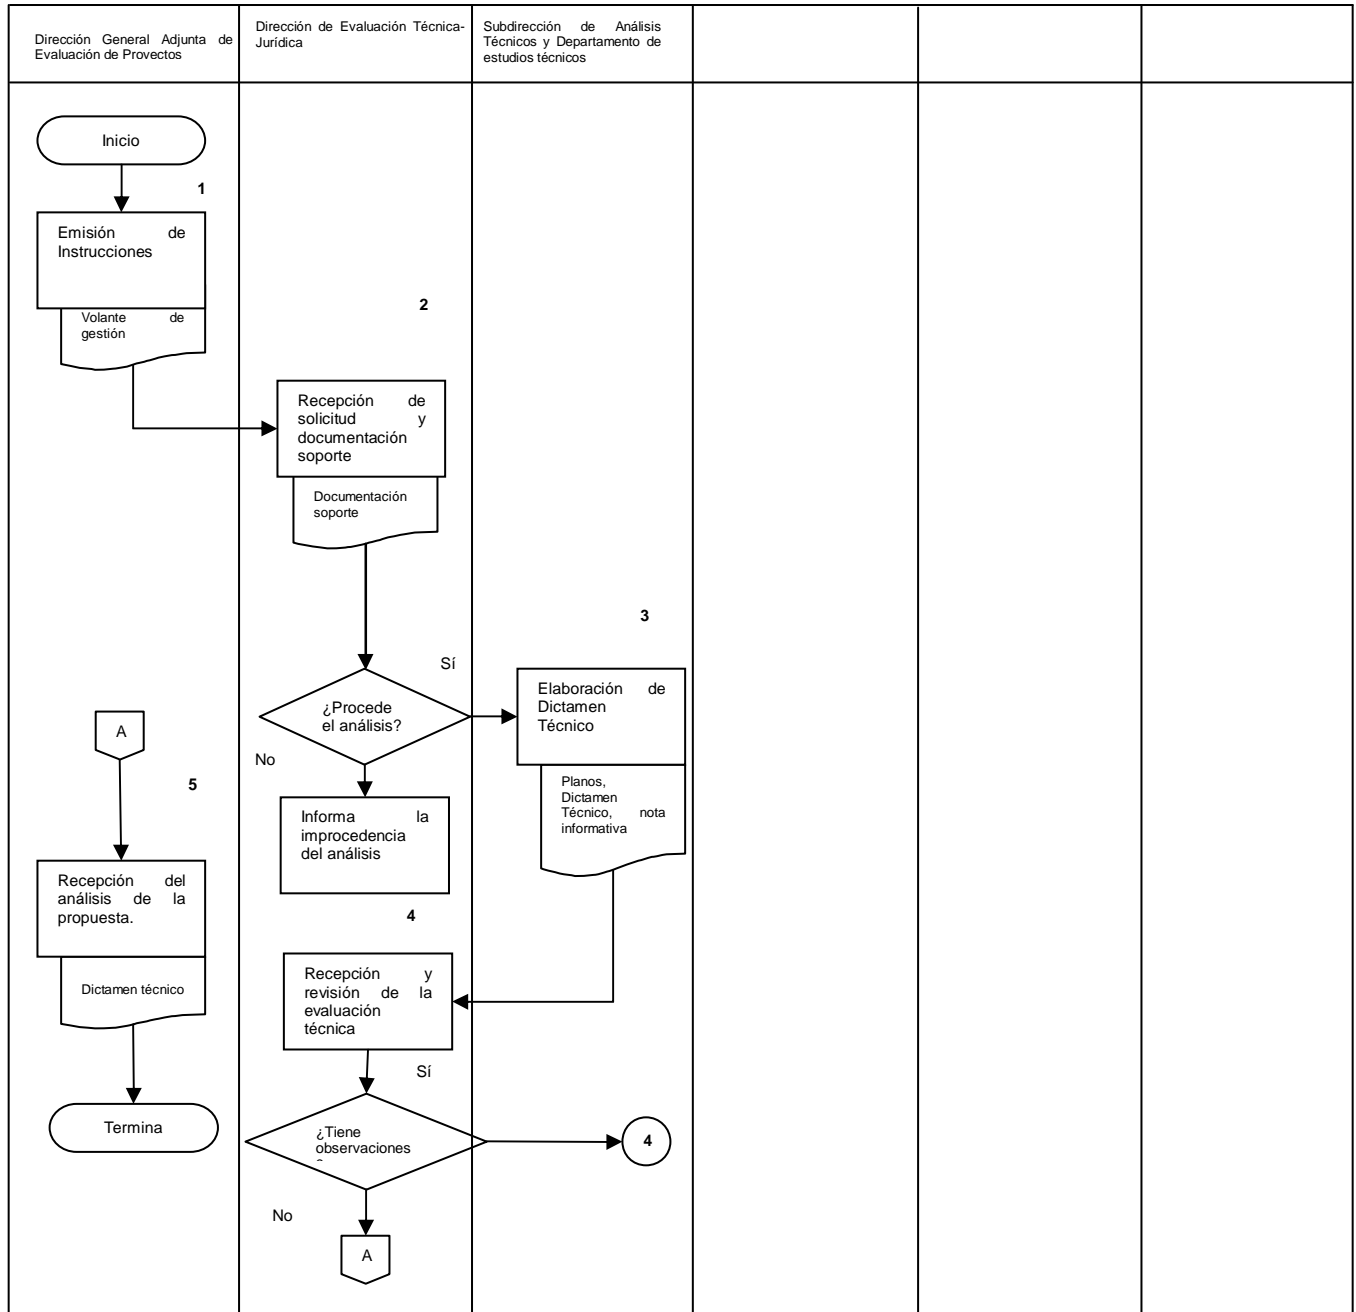 Dirección General Adjunta de
Evaluación de Proyectos
Dirección de Evaluación Técnica-
Jurídica
Subdirección de Análisis
Técnicos y Departamento de
estudios técnicos
Inicio
1
Emisión de
Instrucciones
Volante de
gestión
2
Recepción de
solicitud y
documentación
soporte
Documentación
soporte
3
Sí
¿Procede
el análisis?
Elaboración de
Dictamen
Técnico
No
Planos,
Dictamen
Técnico, nota
informativa
Informa la
improcedencia
del análisis
A
5
Recepción del
análisis de la
propuesta.
Dictamen técnico
Termina
4
Recepción y
revisión de la
evaluación
técnica
Sí
¿Tiene
observaciones
?
4
No
A